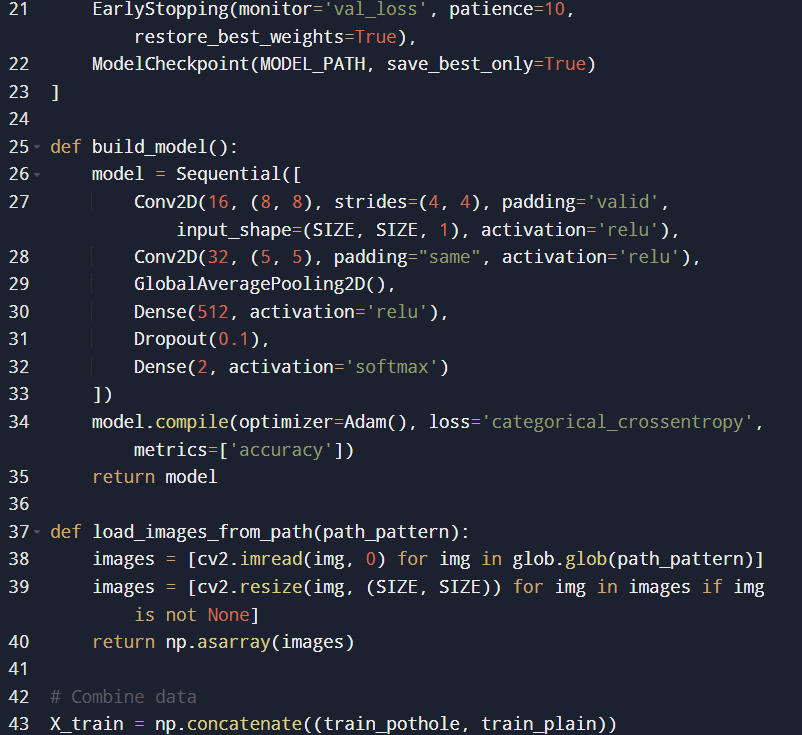 21 EarlyStopping(monitor='val_loss', patience=10,
restore_best_weights=True),
22 ModelCheckpoint(MODEL_PATH, save_best_only=True)
23 ]
24
25 def build_model():
26 model = Sequential([
27 Conv2D(16, (8, 8), strides=(4, 4), padding='valid',
input_shape=(SIZE, SIZE, 1), activation='relu'),
28 Conv2D(32, (5, 5), padding="same", activation='relu'),
29 GlobalAveragePooling2D(),
30 Dense(512, activation='relu'),
31 Dropout(0.1),
32 Dense(2, activation='softmax')
33 ])
34 model.compile(optimizer=Adam(), loss='categorical_crossentropy',
metrics=['accuracy'])
35 return model
36
37 def load_images_from_path(path_pattern):
38 images = [cv2.imread(img, 0) for img in glob.glob(path_pattern)]
39 images = [cv2.resize(img, (SIZE, SIZE)) for img in images if img
is not None]
40 return np.asarray(images)
41
42 # Combine data
43 X_train = np.concatenate((train_pothole, train_plain))